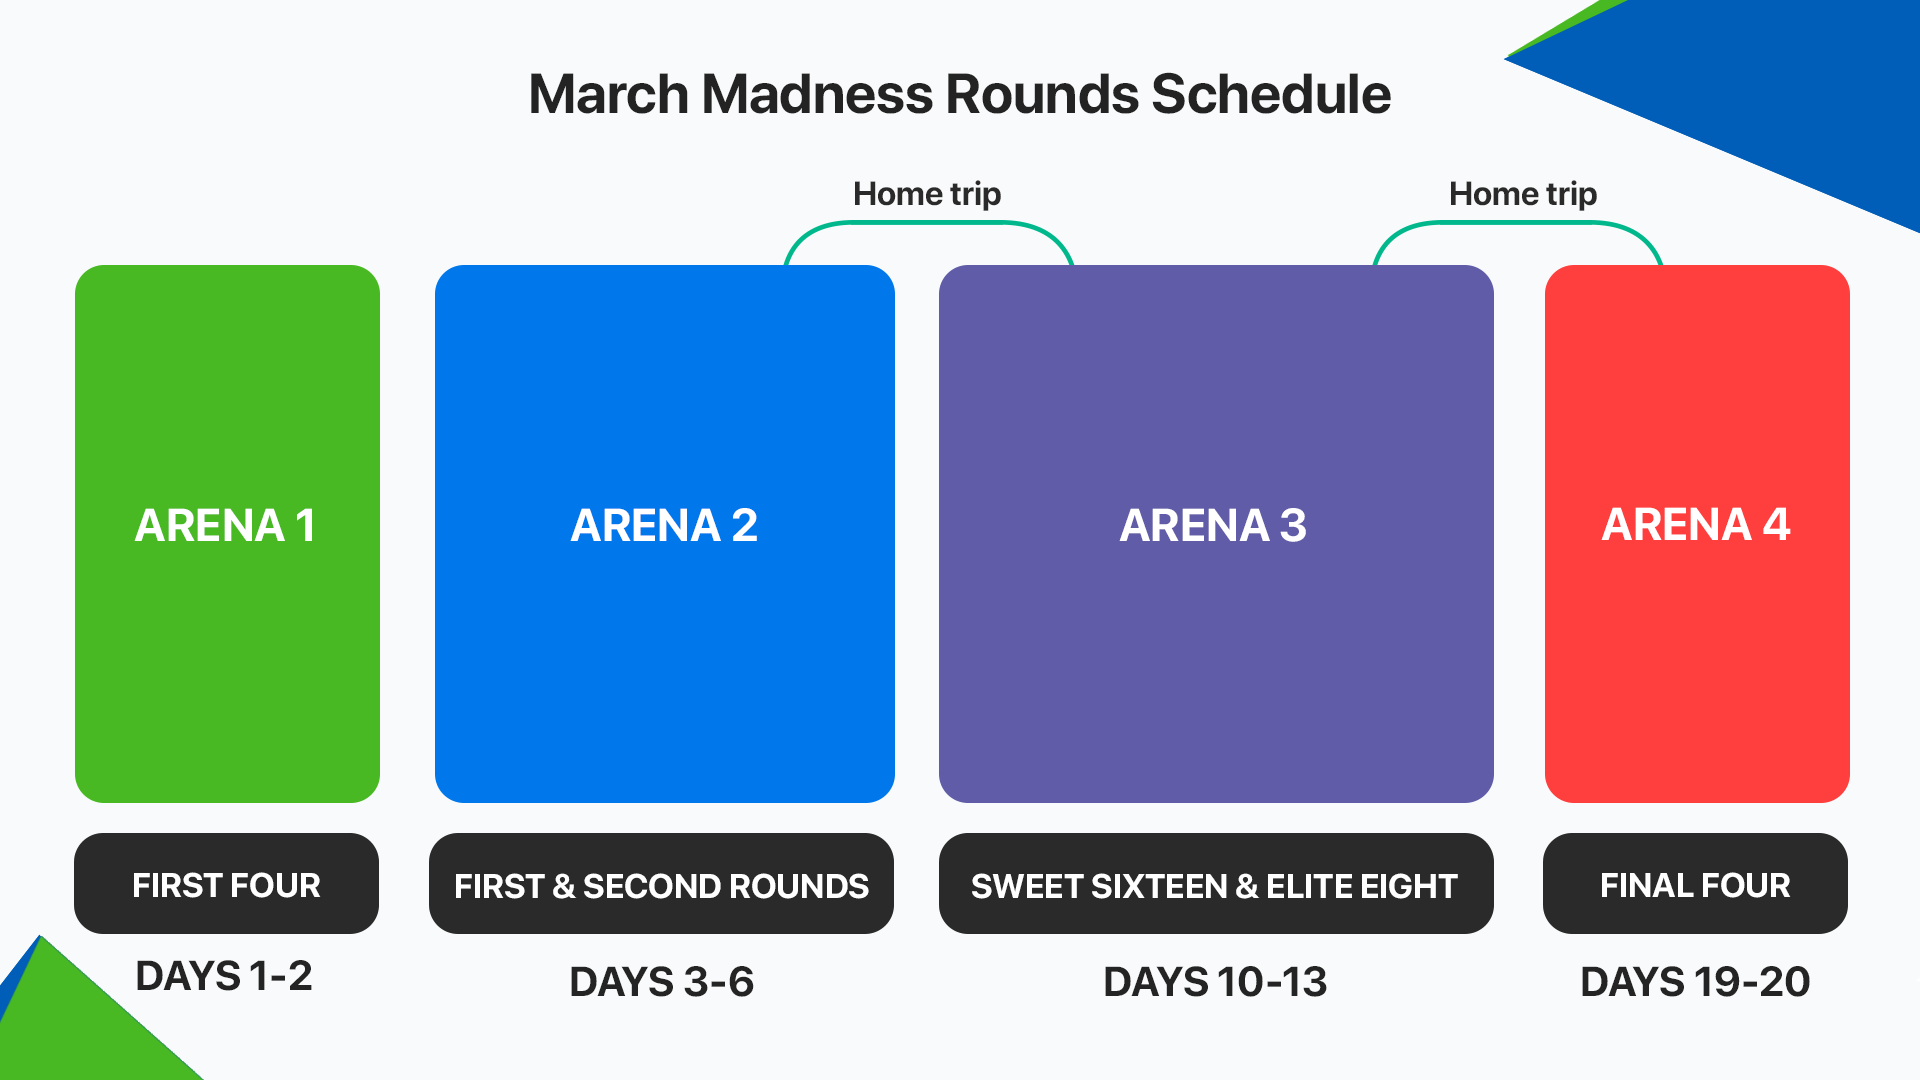 March Madness Rounds Schedule
Home trip
Home trip
ARENA 1
ARENA 2
ARENA 3
ARENA 4
FIRST FOUR
FIRST & SECOND ROUNDS
SWEET SIXTEEN & ELITE EIGHT
FINAL FOUR
DAYS 1-2
DAYS 3-6
DAYS 10-13
DAYS 19-20